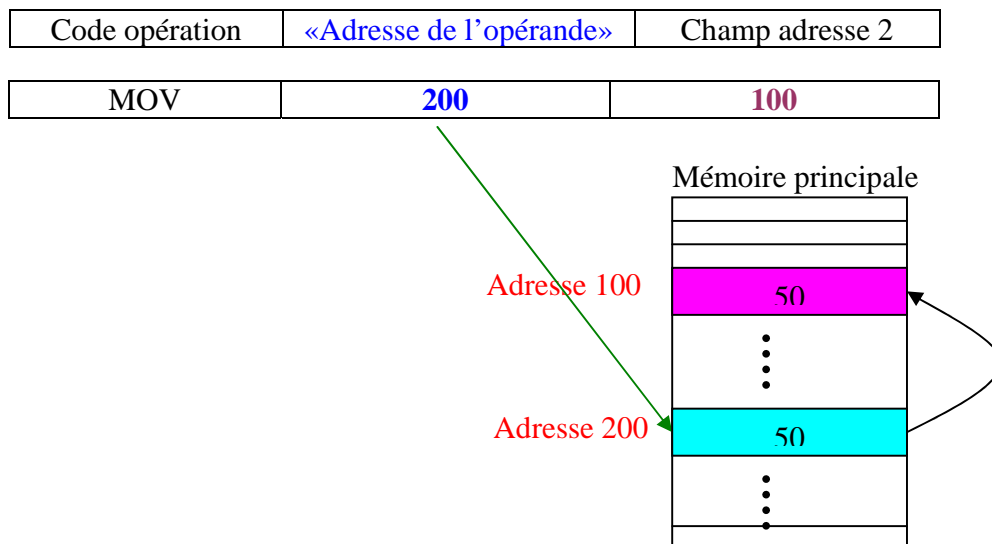 Code opération «Adresse de l’opérande» Champ adresse 2
MOV 200 100
Mémoire principale
Adresse 100 50
Adresse 200 50